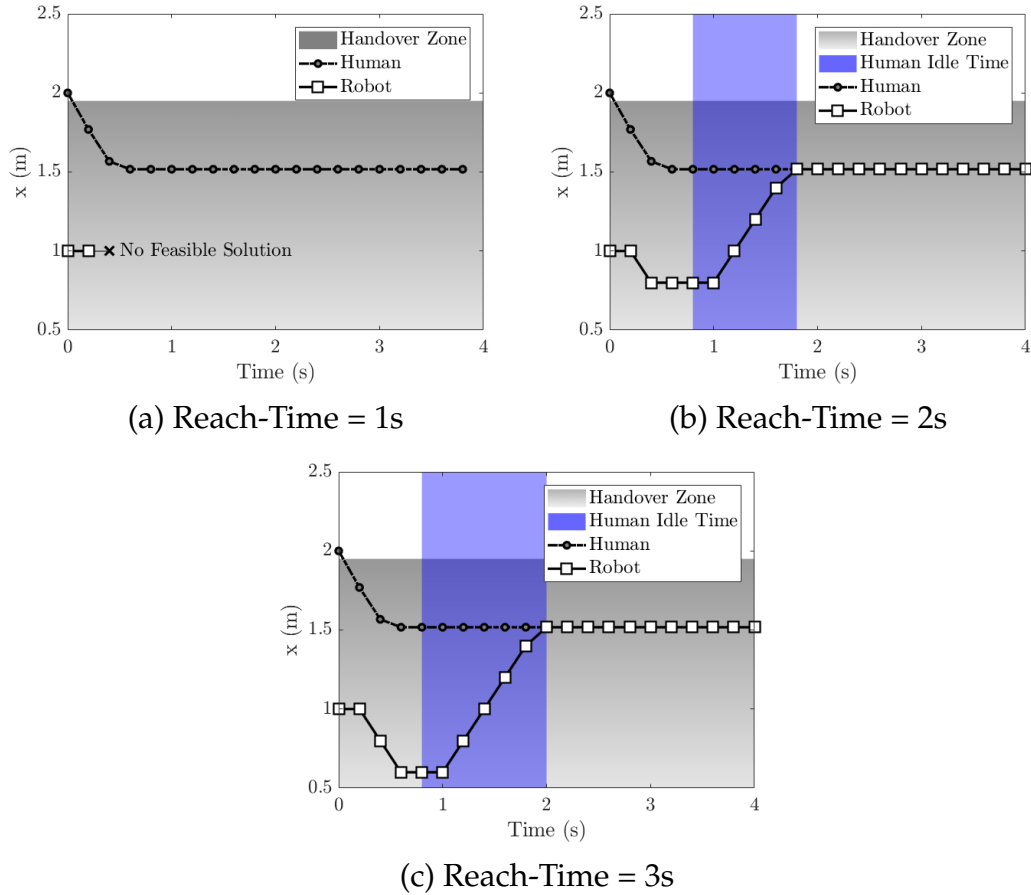 2.5
2
1.5
1
0.5
x (m)
0
1
2
3
4
Time (s)
Handover Zone
Human
Robot
No Feasible Solution
(a) Reach-Time = 1s
2.5
2
1.5
1
0.5
x (m)
0
1
2
3
4
Time (s)
Handover Zone
Human Idle Time
Human
Robot
(b) Reach-Time = 2s
2.5
2
1.5
1
0.5
x (m)
0
1
2
3
4
Time (s)
Handover Zone
Human Idle Time
Human
Robot
(c) Reach-Time = 3s